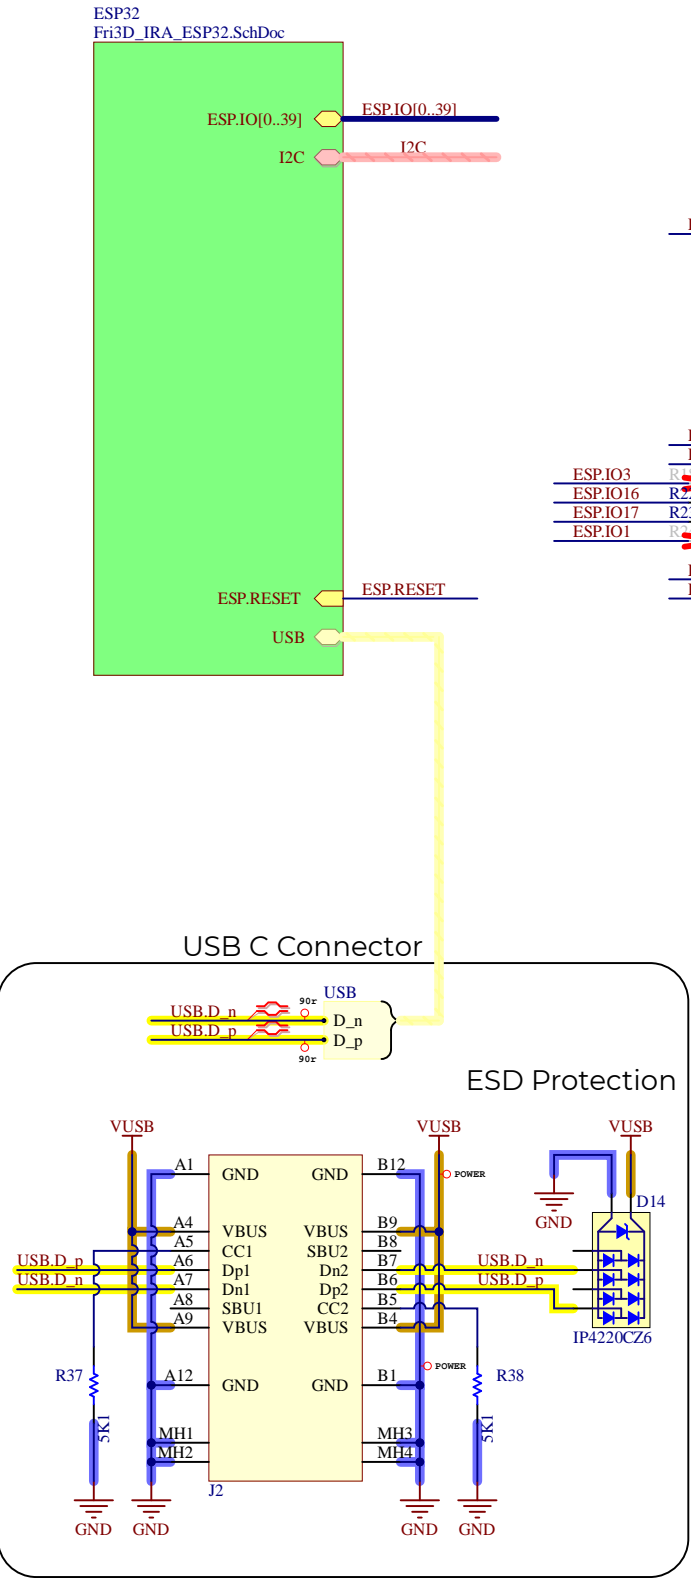 ESP32
Fri3D_IRA_ESP32.SchDoc
ESP.IO[0..39] ESP.IO[0..39]
I2C I2C
ESP.IO3
ESP.IO16
ESP.IO17
ESP.IO1
ESP.RESET ESP.RESET
USB
USB C Connector
USB
90r
USB.D_n D_n
USB.D_p D_p
90r
ESD Protection
VUSB VUSB VUSB
A1 GND GND B12 POWER
D14
GND
A4 VBUS VBUS B9
A5 CC1 SBU2 B8
USB.D_p A6 Dp1 Dn2 B7 USB.D_n
USB.D_n A7 Dn1 Dp2 B6 USB.D_p
A8 SBU1 CC2 B5
A9 VBUS VBUS B4
IP4220CZ6
POWER
R37 A12 GND GND B1 R38
5K1 5K1
MH1 MH3
MH2 MH4
J2
GND GND GND GND